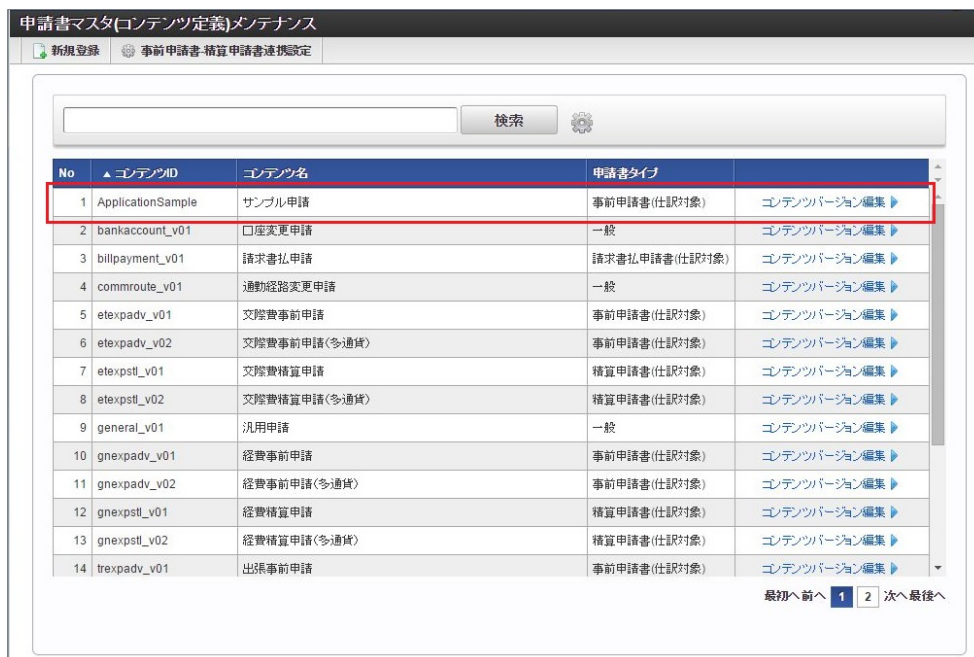 申請書マスタ(コンテンツ定義)メンテナンス
新規登録 事前申請書-精算申請書連携設定
検索
No ▲ コンテンツID コンテンツ名 申請書タイプ
1 ApplicationSample サンプル申請 事前申請書(仕訳対象) コンテンツバージョン編集
2 bankaccount_v01 口座変更申請 一般 コンテンツバージョン編集
3 billpayment_v01 請求書払申請 請求書払申請書(仕訳対象) コンテンツバージョン編集
4 commroute_v01 通勤経路変更申請 一般 コンテンツバージョン編集
5 etexpadv_v01 交際費事前申請 事前申請書(仕訳対象) コンテンツバージョン編集
6 etexpadv_v02 交際費事前申請(多通貨) 事前申請書(仕訳対象) コンテンツバージョン編集
7 etexpstl_v01 交際費精算申請 精算申請書(仕訳対象) コンテンツバージョン編集
8 etexpstl_v02 交際費精算申請(多通貨) 精算申請書(仕訳対象) コンテンツバージョン編集
9 general_v01 汎用申請 一般 コンテンツバージョン編集
10 gnexpadv_v01 経費事前申請 事前申請書(仕訳対象) コンテンツバージョン編集
11 gnexpadv_v02 経費事前申請(多通貨) 事前申請書(仕訳対象) コンテンツバージョン編集
12 gnexpstl_v01 経費精算申請 精算申請書(仕訳対象) コンテンツバージョン編集
13 gnexpstl_v02 経費精算申請(多通貨) 精算申請書(仕訳対象) コンテンツバージョン編集
14 trexpadv_v01 出張事前申請 事前申請書(仕訳対象) コンテンツバージョン編集
最初へ 前へ 1 2 次へ 最後へ